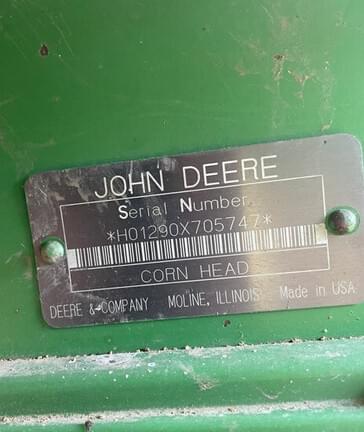 JOHN DEERE
Serial Number
*H01290X705747*
CORN HEAD
DEERE & COMPANY MOLINE, ILLINOIS Made in USA